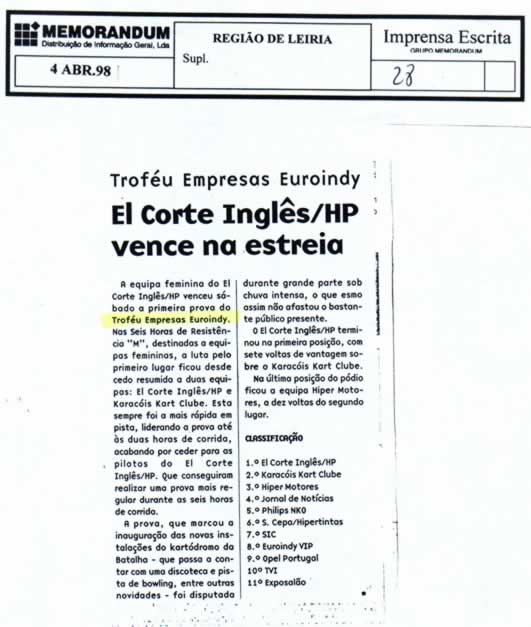 MEMORANDUM
Distribuição de Informação Geral, Lda
4 ABR.98
REGIÃO DE LEIRIA
Supl.
Imprensa Escrita
GRUPO MEMORANDUM
28
Troféu Empresas Euroindy
El Corte Inglês/HP
vence na estreia
A equipa feminina do El
Corte Inglês/HP venceu sá-
bado a primeira prova do
Troféu Empresas Euroindy.
Nas Seis Horas de Resistên-
cia "M", destinadas a equi-
pas femininas, a luta pelo
primeiro lugar ficou desde
cedo resumida a duas equi-
pas: El Corte Inglês/HP e
Karacóis Kart Clube. Esta
sempre foi a mais rápida em
pista, liderando a prova até
às duas horas de corrida,
acabando por ceder para as
pilotos do El Corte
Inglês/HP. Que conseguiram
realizar uma prova mais re-
gular durante as seis horas
de corrida.
A prova, que marcou a
inauguração das novas ins-
talações do kartódromo da
Batalha - que passa a con-
tar com uma discoteca e pis-
ta de bowling, entre outras
novidades - foi disputada
durante grande parte sob
chuva intensa, o que esmo
assim não afastou o bastan-
te público presente.
O El Corte Inglês/HP termi-
nou na primeira posição, com
sete voltas de vantagem so-
bre o Karacóis Kart Clube.
Na última posição do pódio
ficou a equipa Hiper Moto-
res, a dez voltas do segundo
lugar.
CLASSIFICAÇÃO
1.º El Corte Inglês/HP
2.º Karacóis Kart Clube
3.º Hiper Motores
4.º Jornal de Notícias
5.º Philips NKO
6.º S. Cepa/Hipertintas
7.º SIC
8.º Euroindy VIP
9.º Opel Portugal
10º TVI
11º Exposalão